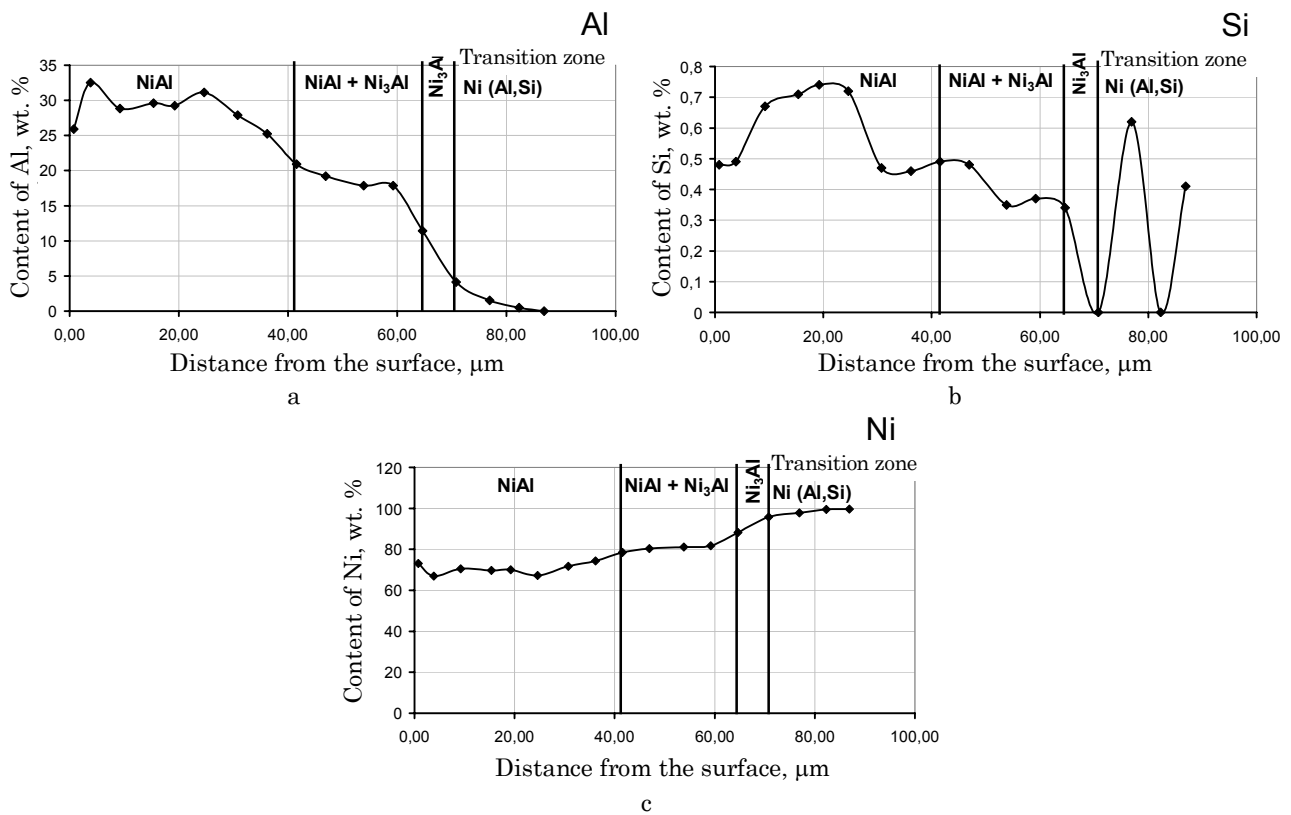 Al
Transition zone
NiAl
NiAl + Ni₃Al
Ni₃Al
Ni (Al,Si)
Content of Al, wt. %
35
30
25
20
15
10
5
0
0,00 20,00 40,00 60,00 80,00 100,00
Distance from the surface, μm
a
Si
Transition zone
NiAl
NiAl + Ni₃Al
Ni₃Al
Ni (Al,Si)
Content of Si, wt. %
0,8
0,7
0,6
0,5
0,4
0,3
0,2
0,1
0
0,00 20,00 40,00 60,00 80,00 100,00
Distance from the surface, μm
b
Ni
Transition zone
NiAl
NiAl + Ni₃Al
Ni₃Al
Ni (Al,Si)
Content of Ni, wt. %
120
100
80
60
40
20
0
0,00 20,00 40,00 60,00 80,00 100,00
Distance from the surface, μm
c